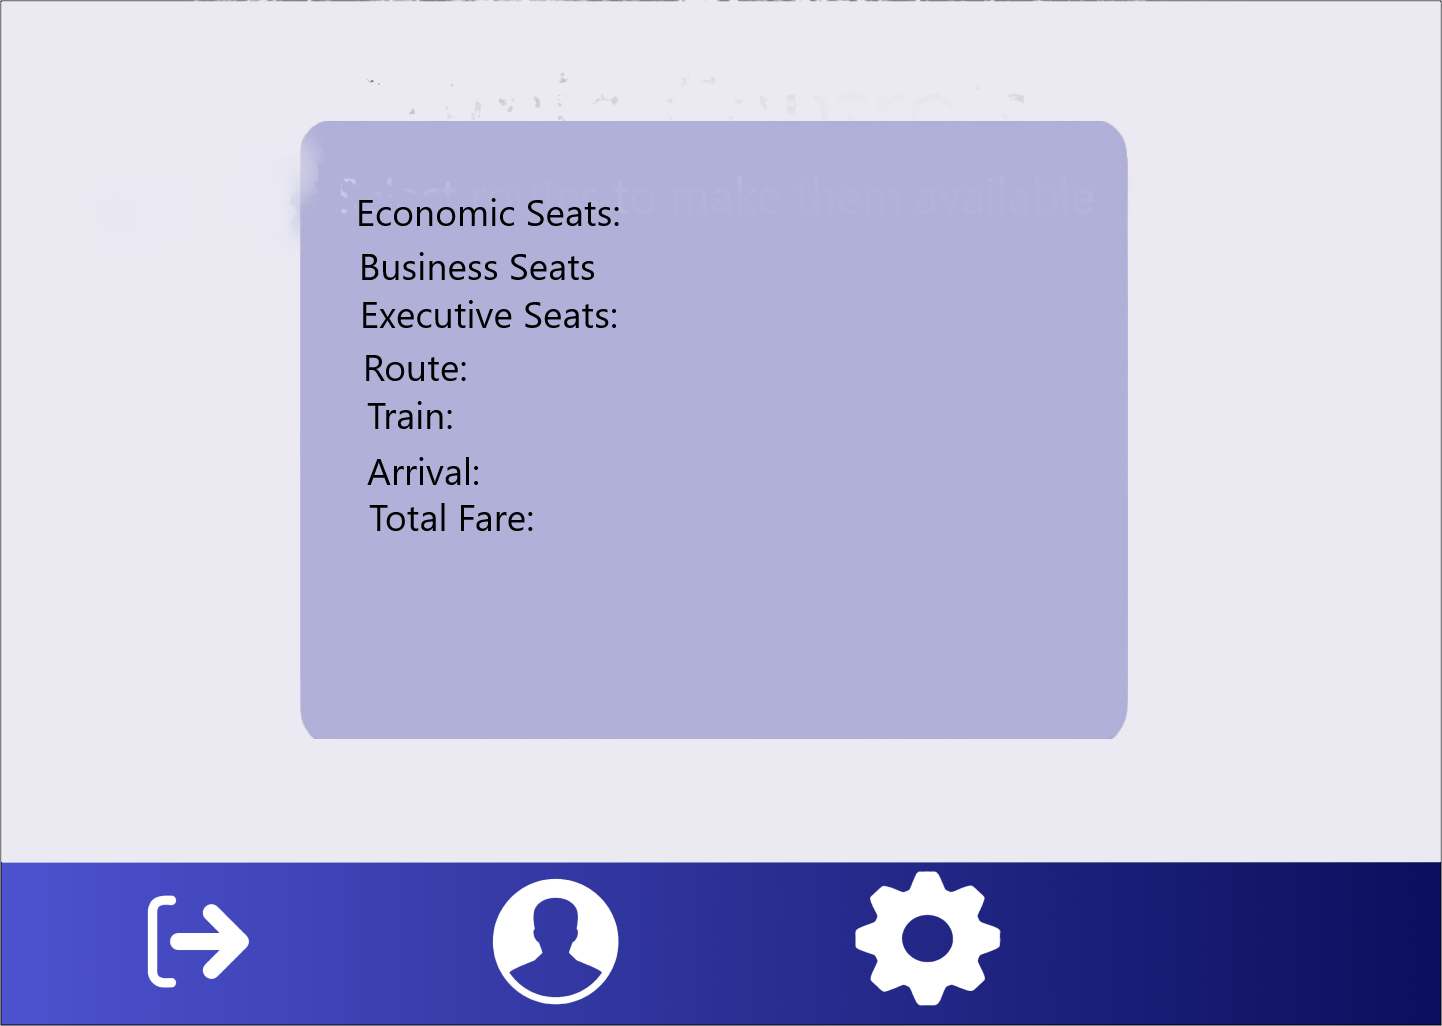 Select routes to make them available
Economic Seats:
Business Seats
Executive Seats:
Route:
Train:
Arrival:
Total Fare: